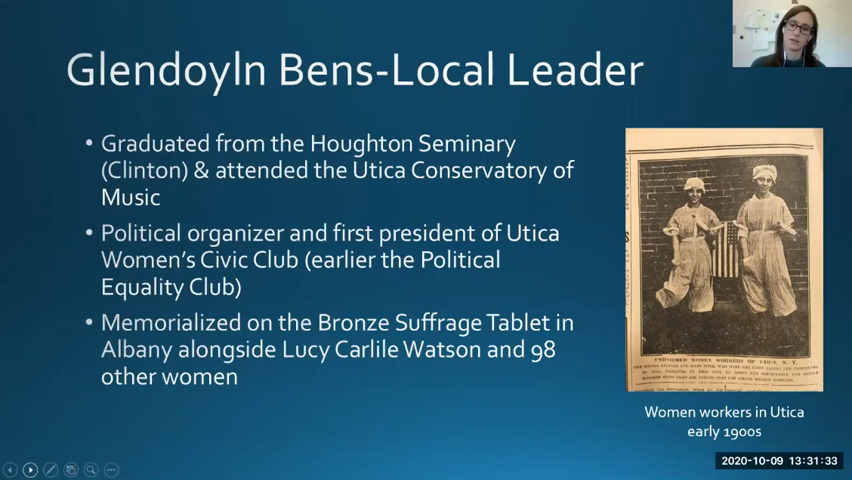 Glendoyln Bens-Local Leader
• Graduated from the Houghton Seminary
(Clinton) & attended the Utica Conservatory of
Music
• Political organizer and first president of Utica
Women's Civic Club (earlier the Political
Equality Club)
• Memorialized on the Bronze Suffrage Tablet in
Albany alongside Lucy Carlile Watson and 98
other women
UNIFORMED WOMEN WORKERS OF UTICA, N. Y.
Women workers in Utica
early 1900s
2020-10-09 13:31:33